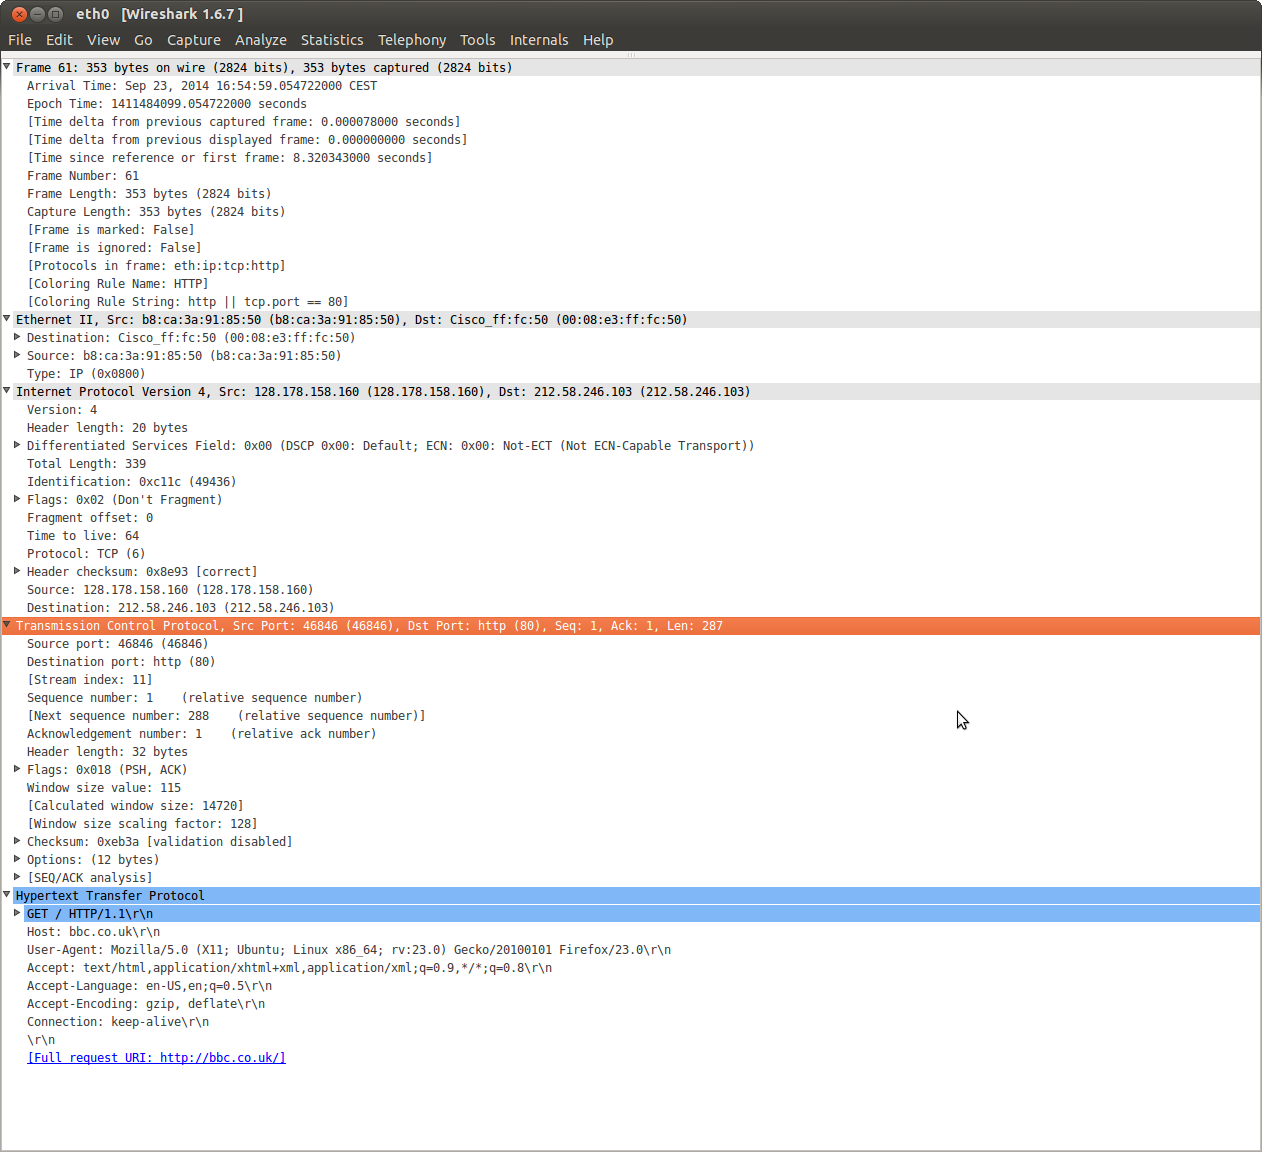 eth0   [Wireshark 1.6.7 ]
File Edit View Go Capture Analyze Statistics Telephony Tools Internals Help
Frame 61: 353 bytes on wire (2824 bits), 353 bytes captured (2824 bits)
Arrival Time: Sep 23, 2014 16:54:59.054722000 CEST
Epoch Time: 1411484099.054722000 seconds
[Time delta from previous captured frame: 0.000078000 seconds]
[Time delta from previous displayed frame: 0.000000000 seconds]
[Time since reference or first frame: 8.320343000 seconds]
Frame Number: 61
Frame Length: 353 bytes (2824 bits)
Capture Length: 353 bytes (2824 bits)
[Frame is marked: False]
[Frame is ignored: False]
[Protocols in frame: eth:ip:tcp:http]
[Coloring Rule Name: HTTP]
[Coloring Rule String: http || tcp.port == 80]
Ethernet II, Src: b8:ca:3a:91:85:50 (b8:ca:3a:91:85:50), Dst: Cisco_ff:fc:50 (00:08:e3:ff:fc:50)
Destination: Cisco_ff:fc:50 (00:08:e3:ff:fc:50)
Source: b8:ca:3a:91:85:50 (b8:ca:3a:91:85:50)
Type: IP (0x0800)
Internet Protocol Version 4, Src: 128.178.158.160 (128.178.158.160), Dst: 212.58.246.103 (212.58.246.103)
Version: 4
Header length: 20 bytes
Differentiated Services Field: 0x00 (DSCP 0x00: Default; ECN: 0x00: Not-ECT (Not ECN-Capable Transport))
Total Length: 339
Identification: 0xc11c (49436)
Flags: 0x02 (Don't Fragment)
Fragment offset: 0
Time to live: 64
Protocol: TCP (6)
Header checksum: 0x8e93 [correct]
Source: 128.178.158.160 (128.178.158.160)
Destination: 212.58.246.103 (212.58.246.103)
Transmission Control Protocol, Src Port: 46846 (46846), Dst Port: http (80), Seq: 1, Ack: 1, Len: 287
Source port: 46846 (46846)
Destination port: http (80)
[Stream index: 11]
Sequence number: 1    (relative sequence number)
[Next sequence number: 288    (relative sequence number)]
Acknowledgement number: 1    (relative ack number)
Header length: 32 bytes
Flags: 0x018 (PSH, ACK)
Window size value: 115
[Calculated window size: 14720]
[Window size scaling factor: 128]
Checksum: 0xeb3a [validation disabled]
Options: (12 bytes)
[SEQ/ACK analysis]
Hypertext Transfer Protocol
GET / HTTP/1.1\r\n
Host: bbc.co.uk\r\n
User-Agent: Mozilla/5.0 (X11; Ubuntu; Linux x86_64; rv:23.0) Gecko/20100101 Firefox/23.0\r\n
Accept: text/html,application/xhtml+xml,application/xml;q=0.9,*/*;q=0.8\r\n
Accept-Language: en-US,en;q=0.5\r\n
Accept-Encoding: gzip, deflate\r\n
Connection: keep-alive\r\n
\r\n
[Full request URI: http://bbc.co.uk/]